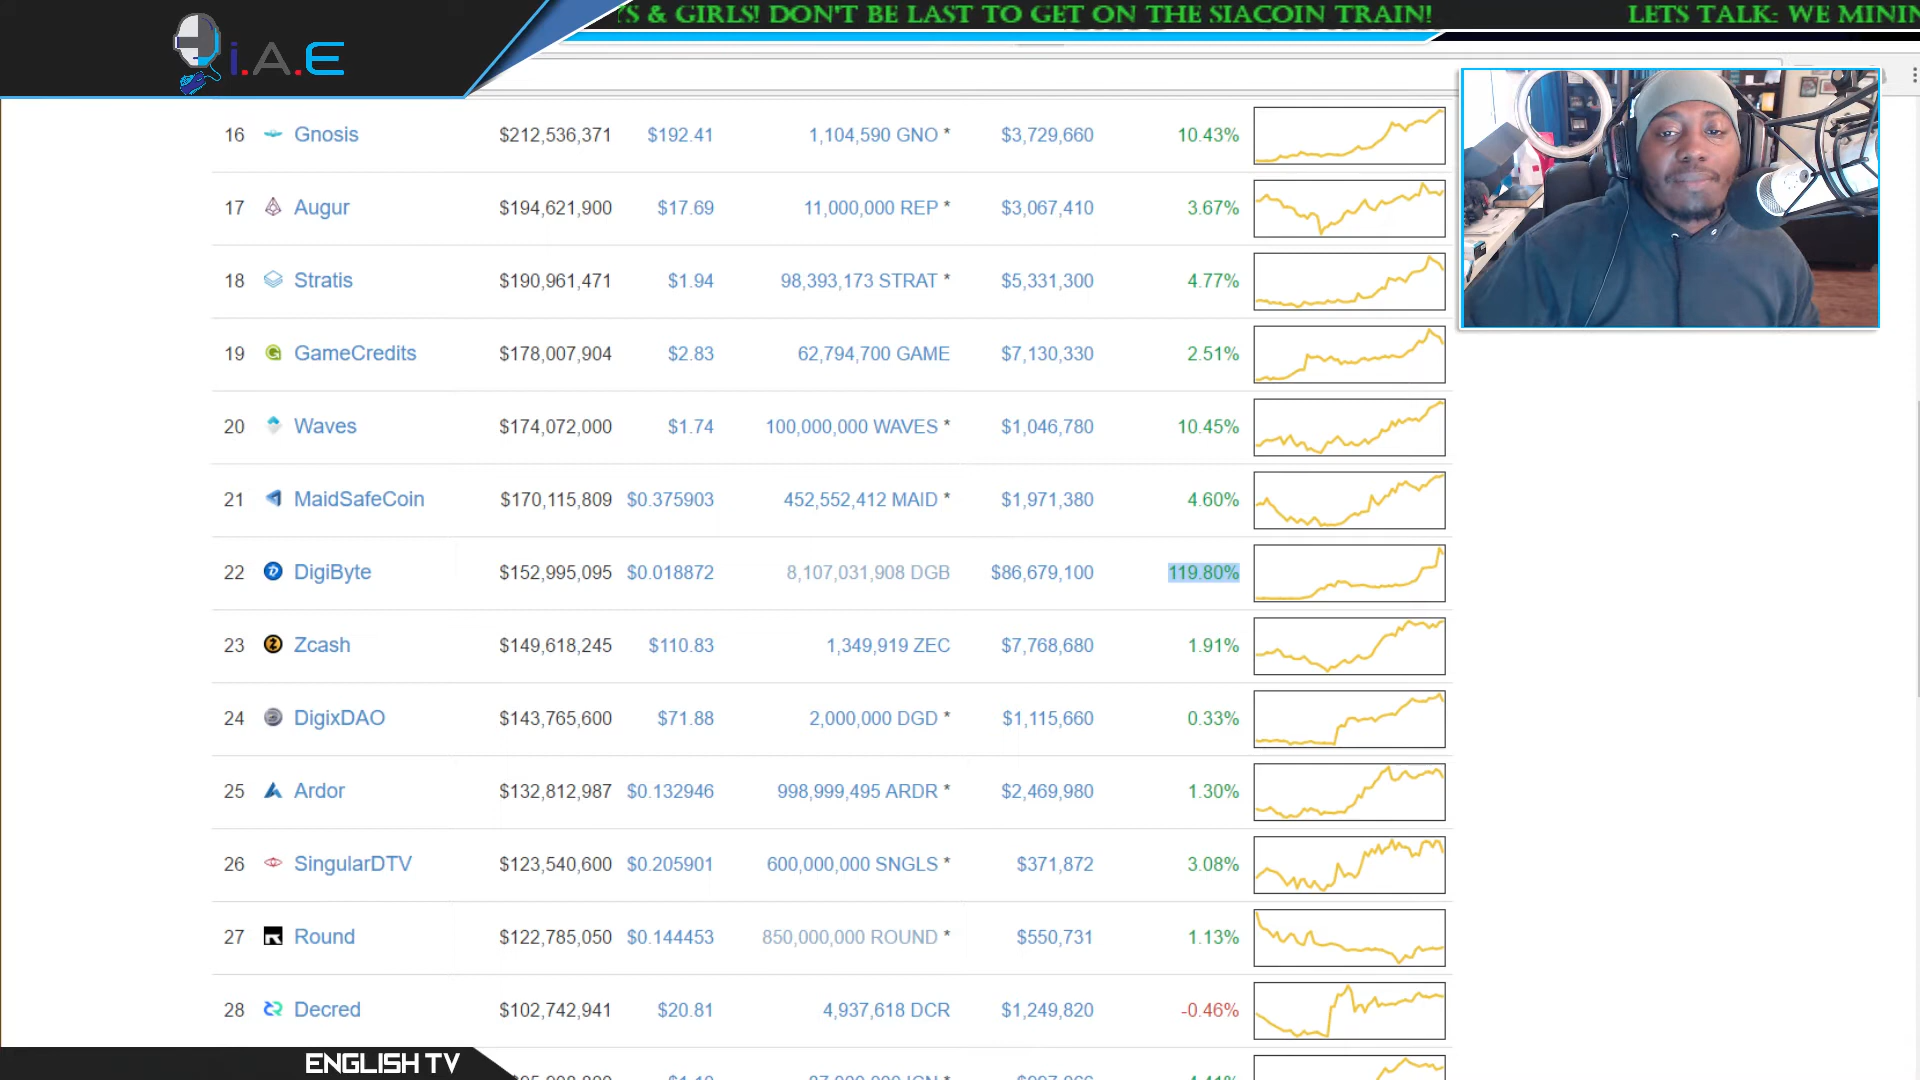 YS & GIRLS! DON'T BE LAST TO GET ON THE SIACOIN TRAIN! LETS TALK: WE MININ
i.A.E
16 Gnosis $212,536,371 $192.41 1,104,590 GNO * $3,729,660 10.43%
17 Augur $194,621,900 $17.69 11,000,000 REP * $3,067,410 3.67%
18 Stratis $190,961,471 $1.94 98,393,173 STRAT * $5,331,300 4.77%
19 GameCredits $178,007,904 $2.83 62,794,700 GAME $7,130,330 2.51%
20 Waves $174,072,000 $1.74 100,000,000 WAVES * $1,046,780 10.45%
21 MaidSafeCoin $170,115,809 $0.375903 452,552,412 MAID * $1,971,380 4.60%
22 DigiByte $152,995,095 $0.018872 8,107,031,908 DGB $86,679,100 119.80%
23 Zcash $149,618,245 $110.83 1,349,919 ZEC $7,768,680 1.91%
24 DigixDAO $143,765,600 $71.88 2,000,000 DGD * $1,115,660 0.33%
25 Ardor $132,812,987 $0.132946 998,999,495 ARDR * $2,469,980 1.30%
26 SingularDTV $123,540,600 $0.205901 600,000,000 SNGLS * $371,872 3.08%
27 Round $122,785,050 $0.144453 850,000,000 ROUND * $550,731 1.13%
28 Decred $102,742,941 $20.81 4,937,618 DCR $1,249,820 -0.46%
ENGLISH TV